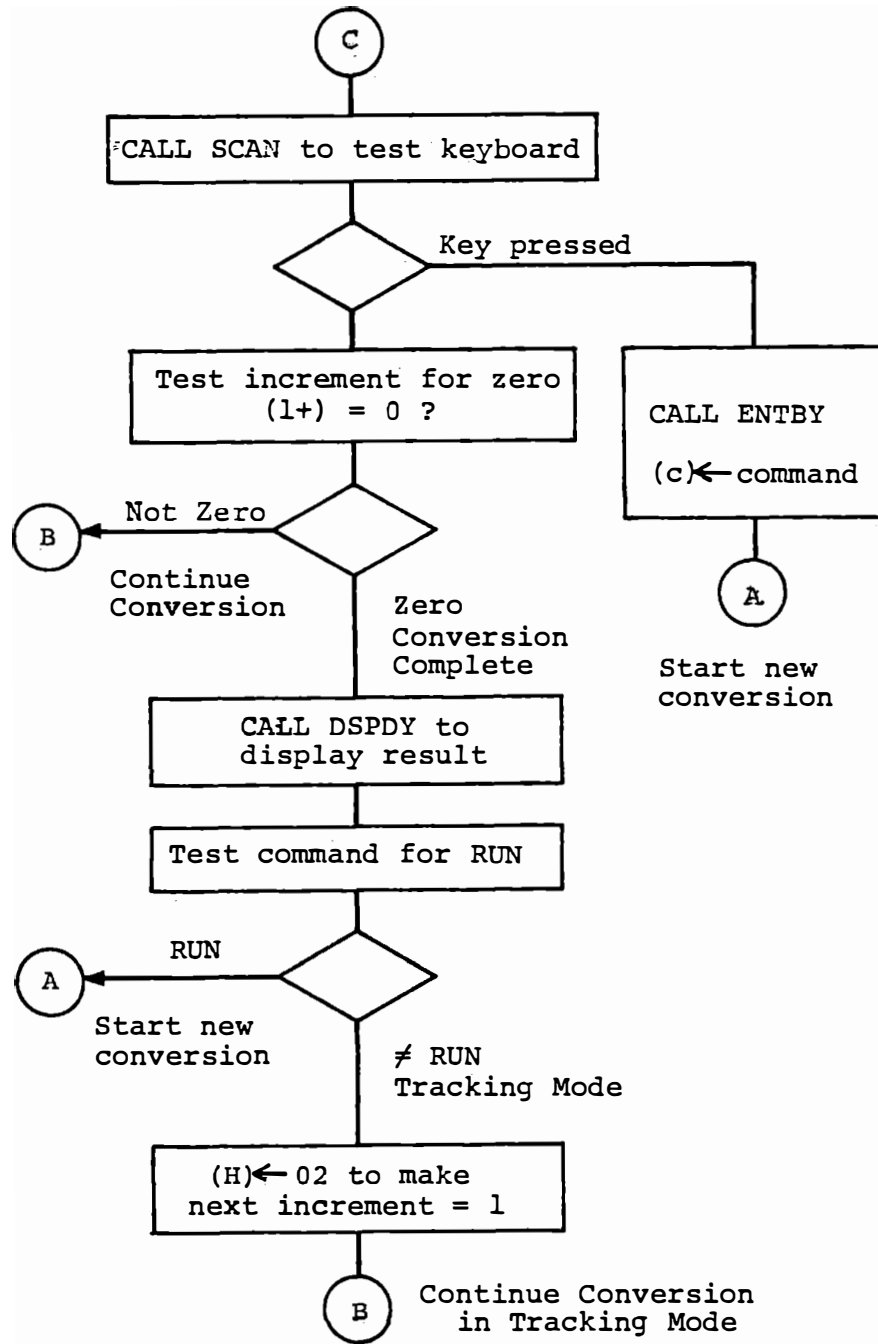 C
CALL SCAN to test keyboard
Key pressed
Test increment for zero
(l+) = 0 ?
CALL ENTBY
(c)← command
Not Zero
B
Continue
Conversion
Zero
Conversion
Complete
A
Start new
conversion
CALL DSPDY to
display result
Test command for RUN
RUN
A
Start new
conversion
≠ RUN
Tracking Mode
(H)← 02 to make
next increment = 1
B
Continue Conversion
in Tracking Mode